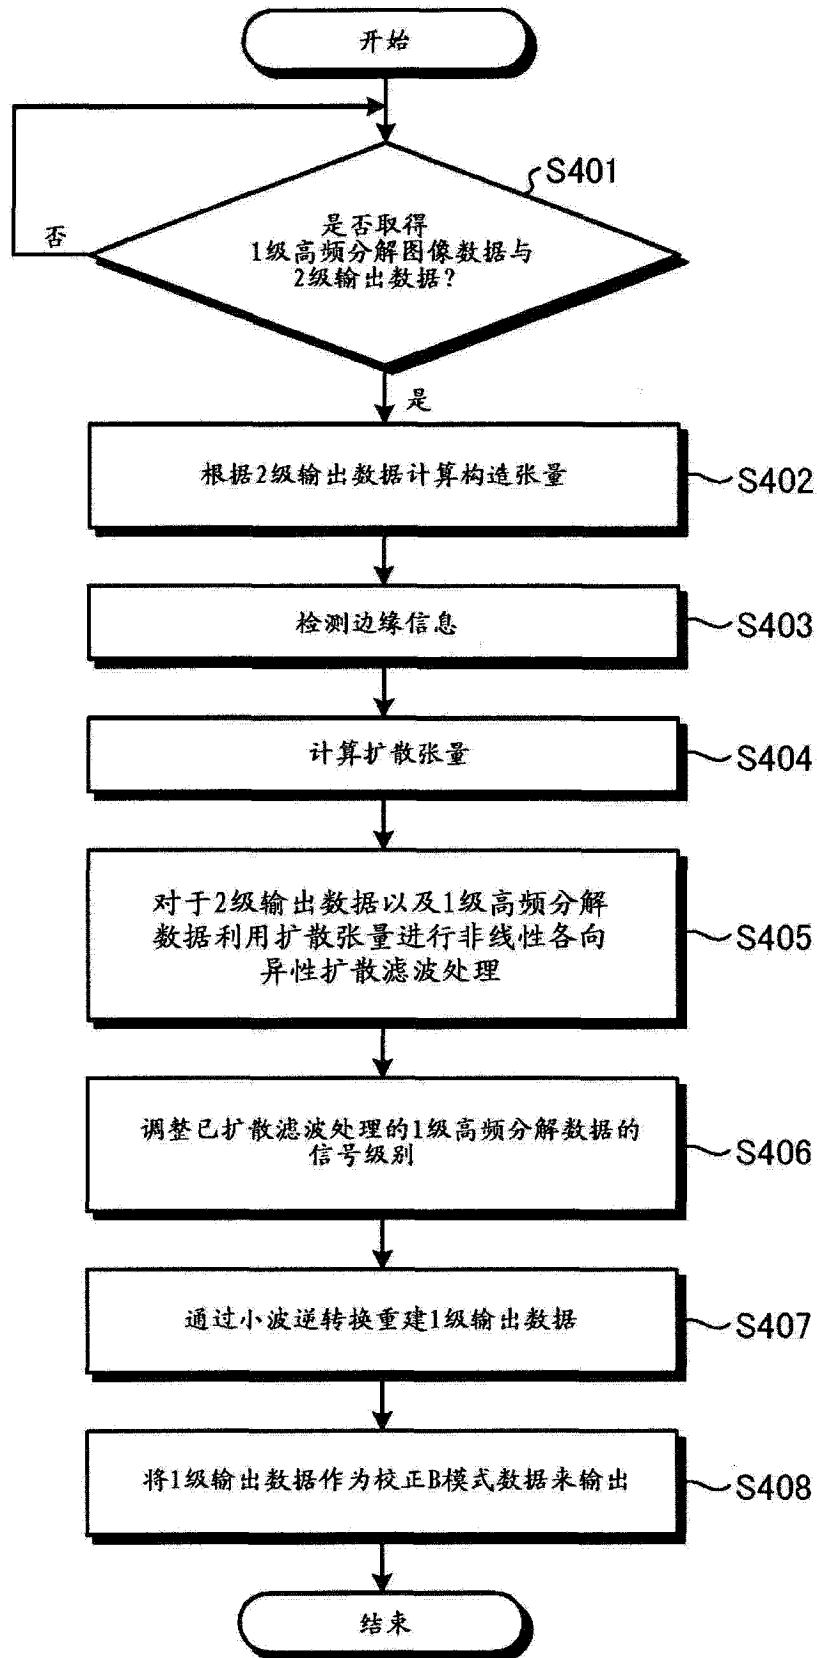 开始
S401
是否取得
1级高频分解图像数据与
2级输出数据?
否
是
根据2级输出数据计算构造张量
S402
检测边缘信息
S403
计算扩散张量
S404
对于2级输出数据以及1级高频分解
数据利用扩散张量进行非线性各向
异性扩散滤波处理
S405
调整已扩散滤波处理的1级高频分解数据的
信号级别
S406
通过小波逆转换重建1级输出数据
S407
将1级输出数据作为校正B模式数据来输出
S408
结束